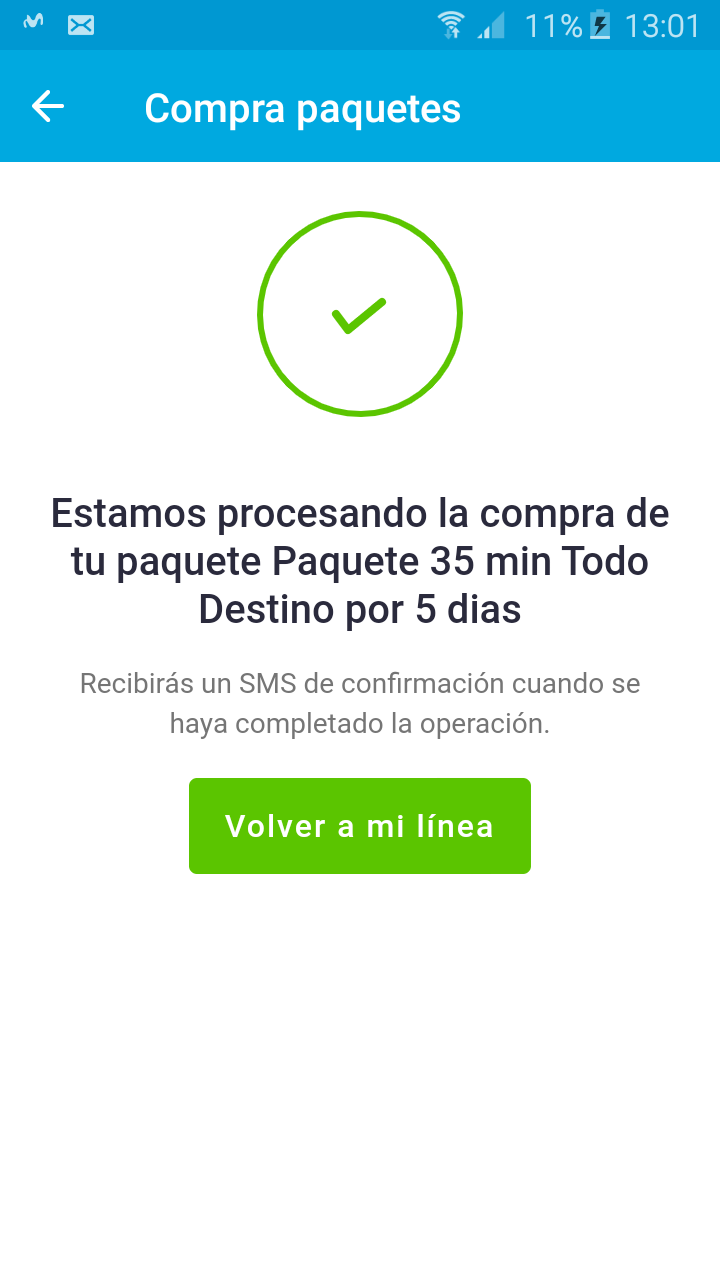 11% 13:01
Compra paquetes
Estamos procesando la compra de
tu paquete Paquete 35 min Todo
Destino por 5 dias
Recibirás un SMS de confirmación cuando se
haya completado la operación.
Volver a mi línea